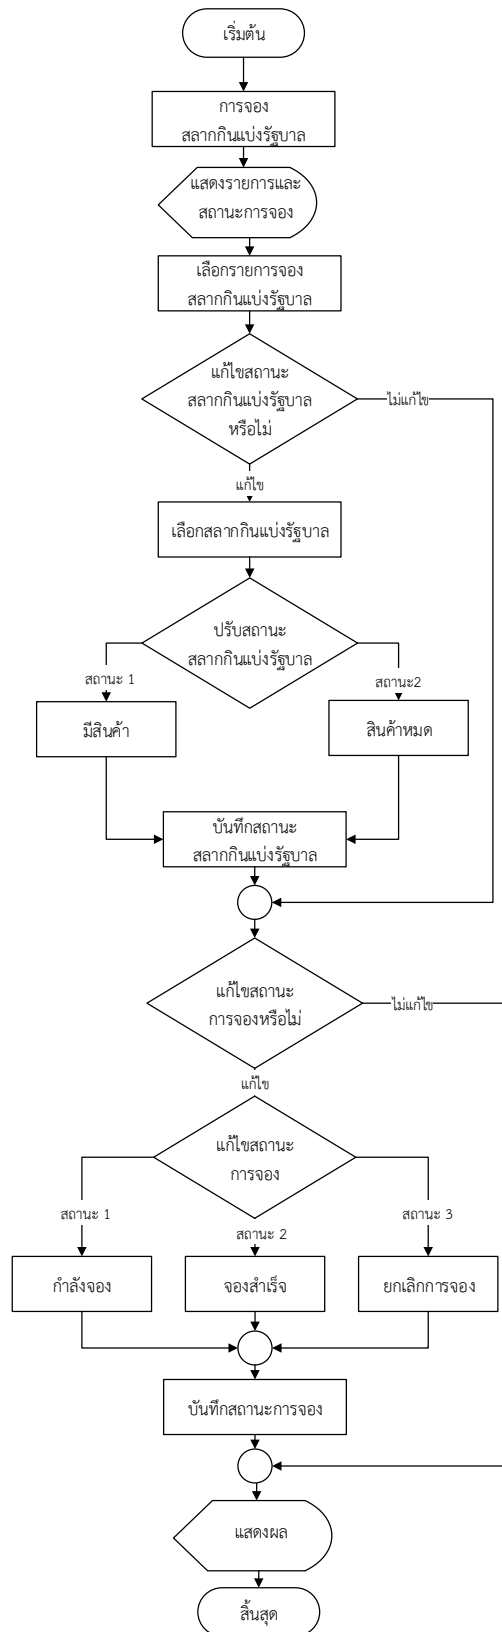 เริ่มต้น
การจอง
สลากกินแบ่งรัฐบาล
แสดงรายการและ
สถานะการจอง
เลือกรายการจอง
สลากกินแบ่งรัฐบาล
แก้ไขสถานะ
สลากกินแบ่งรัฐบาล
หรือไม่
ไม่แก้ไข
แก้ไข
เลือกสลากกินแบ่งรัฐบาล
ปรับสถานะ
สลากกินแบ่งรัฐบาล
สถานะ 1
สถานะ2
มีสินค้า
สินค้าหมด
บันทึกสถานะ
สลากกินแบ่งรัฐบาล
แก้ไขสถานะ
การจองหรือไม่
ไม่แก้ไข
แก้ไข
แก้ไขสถานะ
การจอง
สถานะ 1
สถานะ 2
สถานะ 3
กำลังจอง
จองสำเร็จ
ยกเลิกการจอง
บันทึกสถานะการจอง
แสดงผล
สิ้นสุด